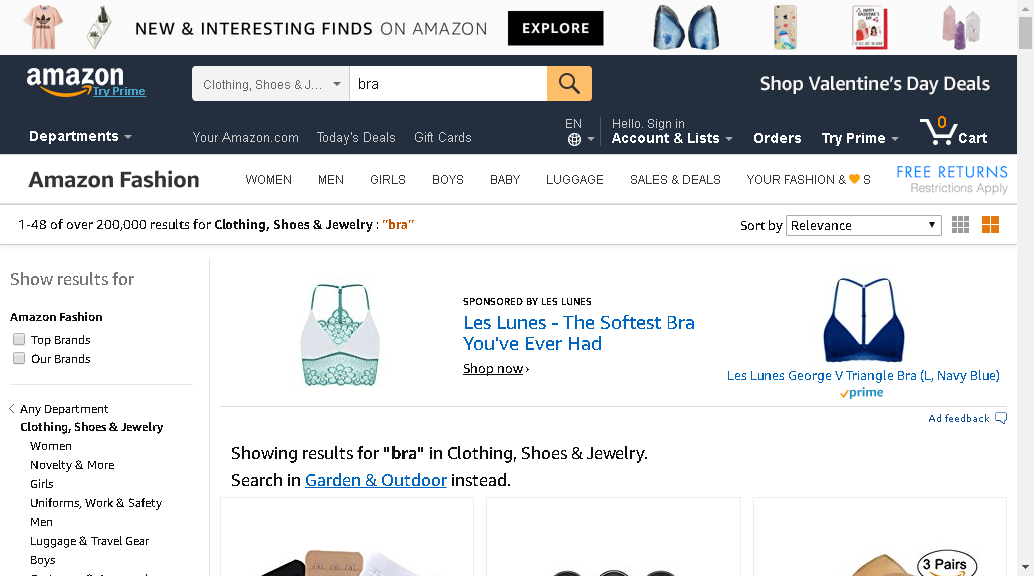 NEW & INTERESTING FINDS ON AMAZON
EXPLORE
amazon
Try Prime
Clothing, Shoes & J...
bra
Shop Valentine's Day Deals
Departments
Your Amazon.com
Today's Deals
Gift Cards
EN
Hello. Sign in
Account & Lists
Orders
Try Prime
0
Cart
Amazon Fashion
WOMEN
MEN
GIRLS
BOYS
BABY
LUGGAGE
SALES & DEALS
YOUR FASHION & 🧡 S
FREE RETURNS
Restrictions Apply
1-48 of over 200,000 results for Clothing, Shoes & Jewelry : "bra"
Sort by Relevance
Show results for
Amazon Fashion
Top Brands
Our Brands
Any Department
Clothing, Shoes & Jewelry
Women
Novelty & More
Girls
Uniforms, Work & Safety
Men
Luggage & Travel Gear
Boys
SPONSORED BY LES LUNES
Les Lunes - The Softest Bra
You've Ever Had
Shop now ›
Les Lunes George V Triangle Bra (L, Navy Blue)
prime
Ad feedback
Showing results for "bra" in Clothing, Shoes & Jewelry.
Search in Garden & Outdoor instead.
3 Pairs